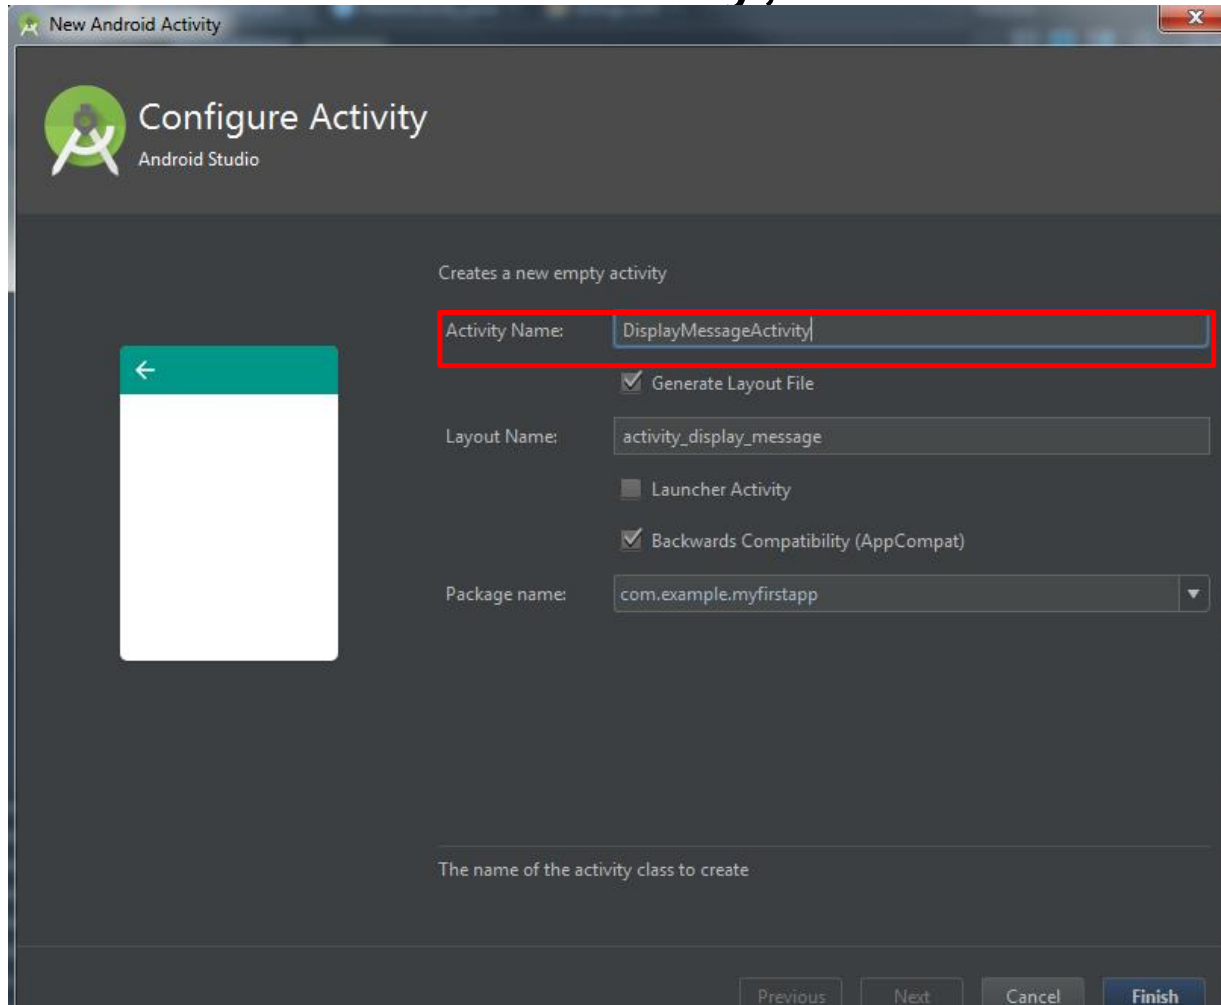 New Android Activity
Configure Activity
Android Studio
Creates a new empty activity
Activity Name: DisplayMessageActivity
Generate Layout File
Layout Name: activity_display_message
Launcher Activity
Backwards Compatibility (AppCompat)
Package name: com.example.myfirstapp
The name of the activity class to create
Previous Next Cancel Finish